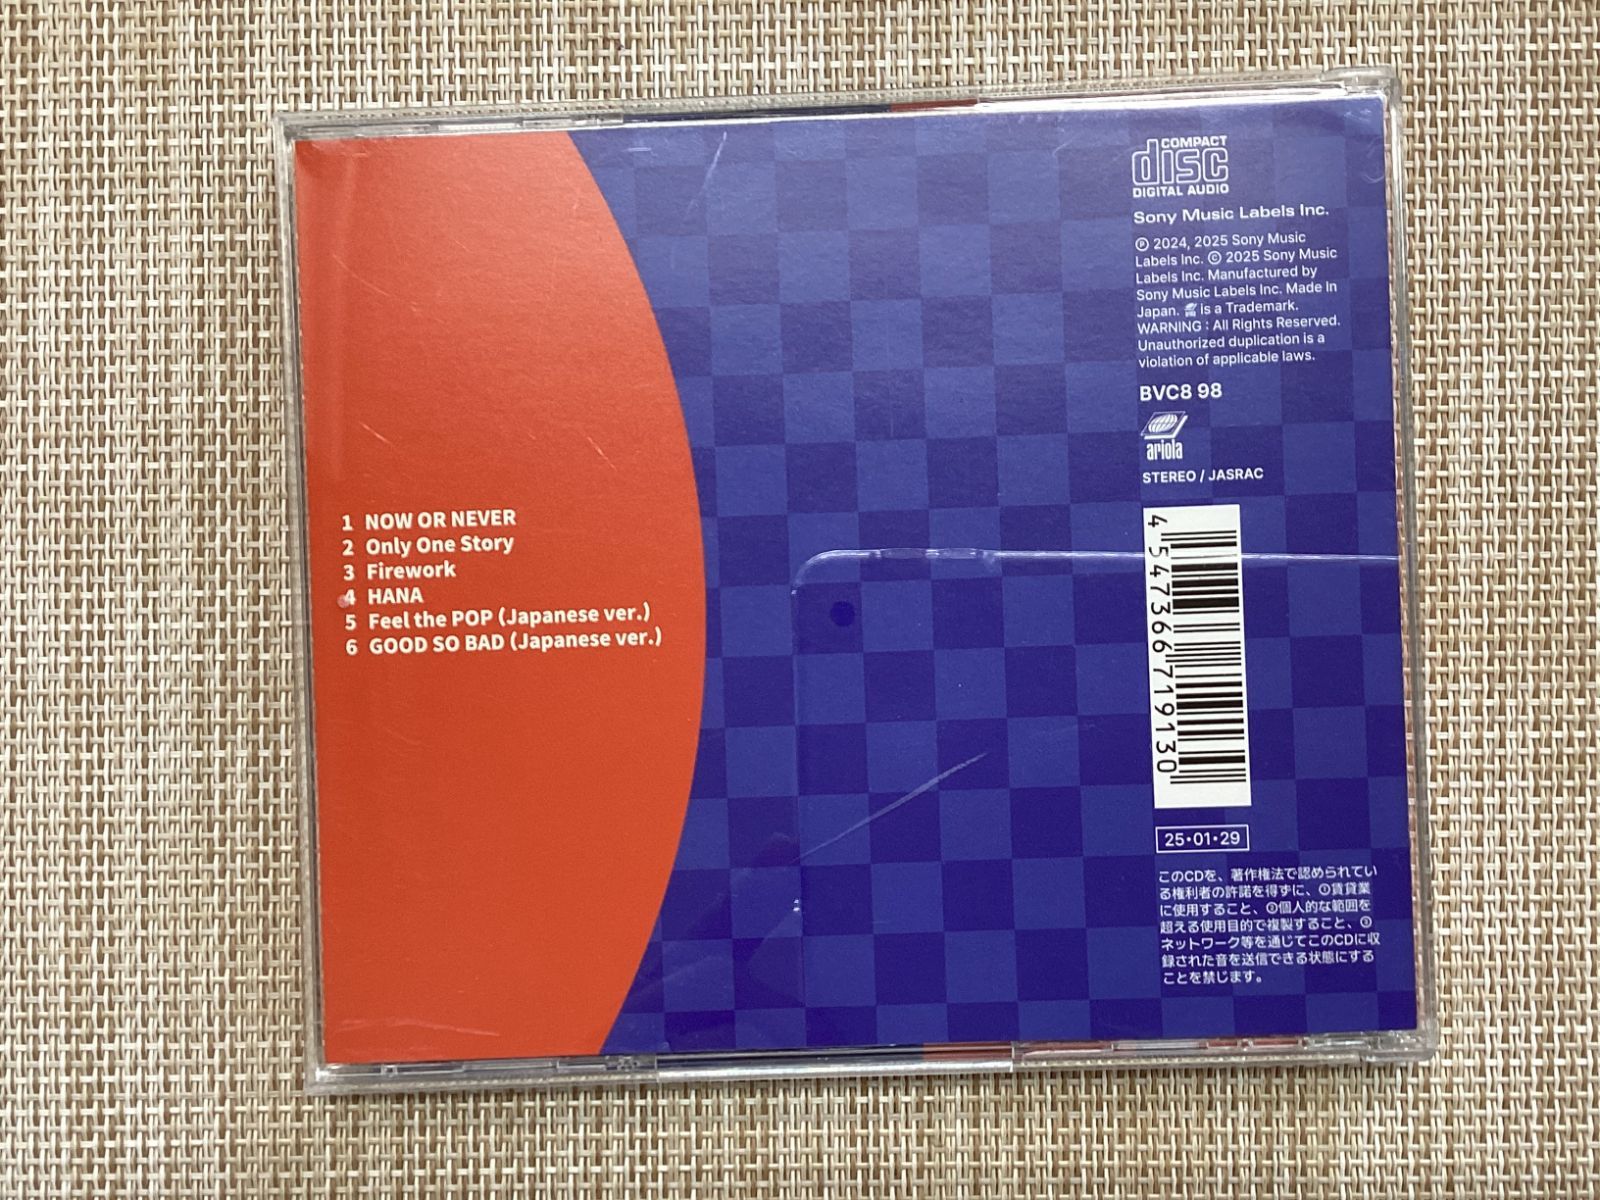 1 NOW OR NEVER
2 Only One Story
3 Firework
4 HANA
5 Feel the POP (Japanese ver.)
6 GOOD SO BAD (Japanese ver.)
COMPACT
disc
DIGITAL AUDIO
Sony Music Labels Inc.
Ⓟ 2024, 2025 Sony Music
Labels Inc. © 2025 Sony Music
Labels Inc. Manufactured by
Sony Music Labels Inc. Made in
Japan. is a Trademark.
WARNING : All Rights Reserved.
Unauthorized duplication is a
violation of applicable laws.
BVC8 98
ariola
STEREO / JASRAC
4 547366 719130
25・01・29
このCDを、著作権法で認められてい
る権利者の許諾を得ずに、①賃貸業
に使用すること、②個人的な範囲を
超える使用目的で複製すること、③
ネットワーク等を通じてこのCDに収
録された音を送信できる状態にする
ことを禁じます。